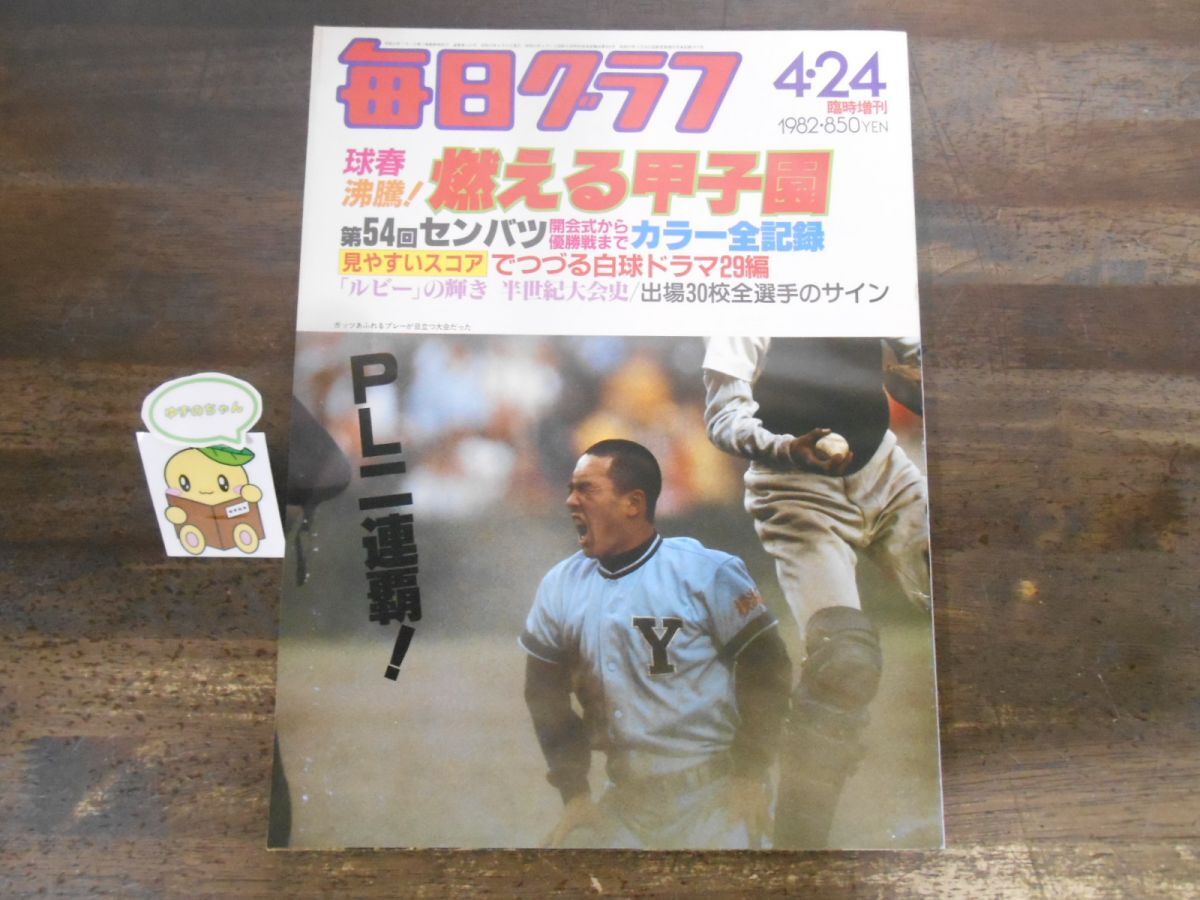 毎日グラフ
4・24
臨時増刊
1982・850YEN
球春
沸騰!
燃える甲子園
第54回センバツ
開会式から
優勝戦まで
カラー全記録
見やすいスコアでつづる白球ドラマ29編
「ルビー」の輝き 半世紀大会史/出場30校全選手のサイン
ガッツあふれるプレーが目立つ大会だった
PL二連覇!
Y
ゆずのちゃん